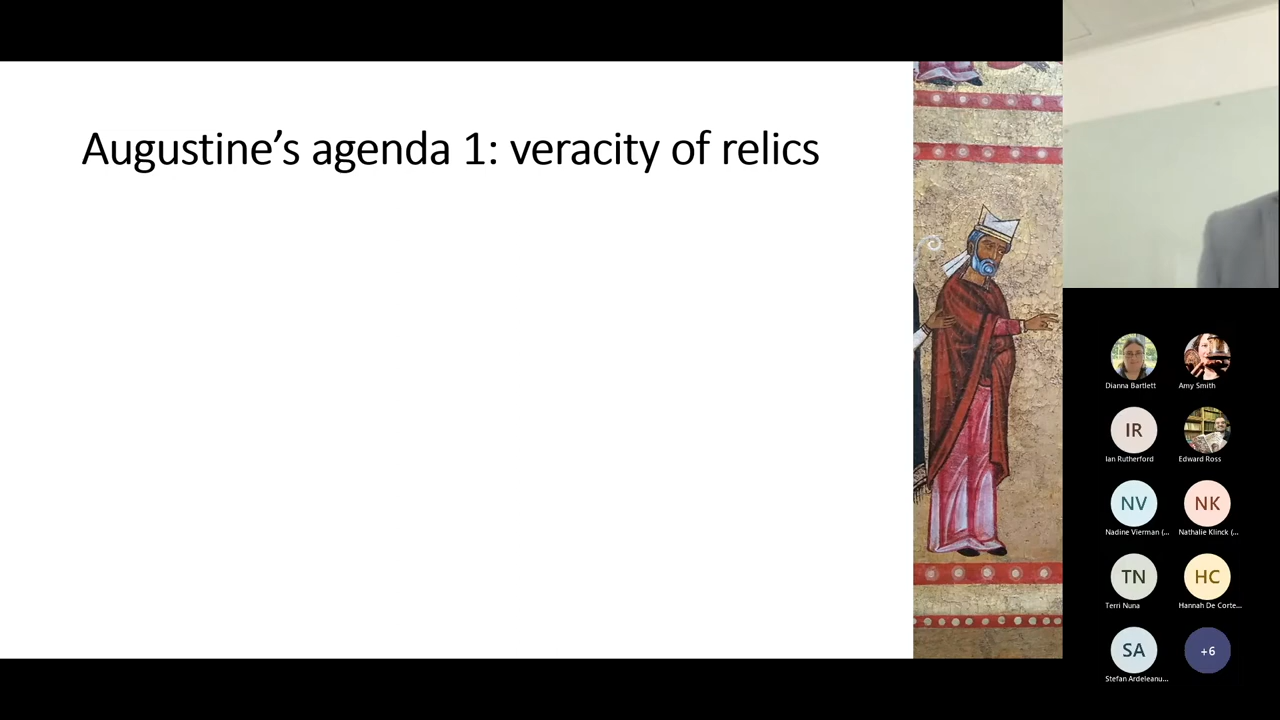 Augustine’s agenda 1: veracity of relics
Dianna Bartlett
Amy Smith
IR
Ian Rutherford
Edward Ross
NV
Nadine Vierman (...
NK
Nathalie Klinck (...
TN
Terri Nuna
HC
Hannah De Corte...
SA
Stefan Ardeleanu...
+6